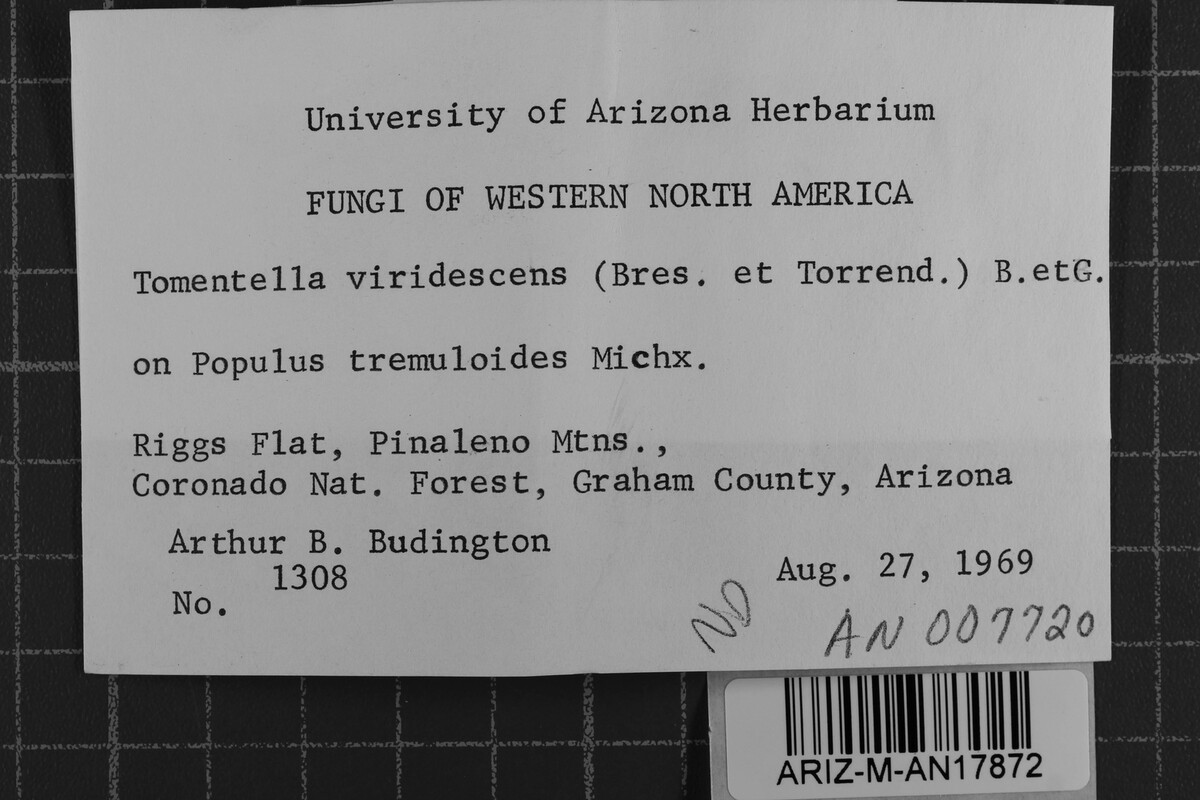 University of Arizona Herbarium
FUNGI OF WESTERN NORTH AMERICA
Tomentella viridescens (Bres. et Torrend.) B.etG.
on Populus tremuloides Michx.
Riggs Flat, Pinaleno Mtns.,
Coronado Nat. Forest, Graham County, Arizona
Arthur B. Budington
1308
No.
Aug. 27, 1969
ND
AN 007720
ARIZ-M-AN17872